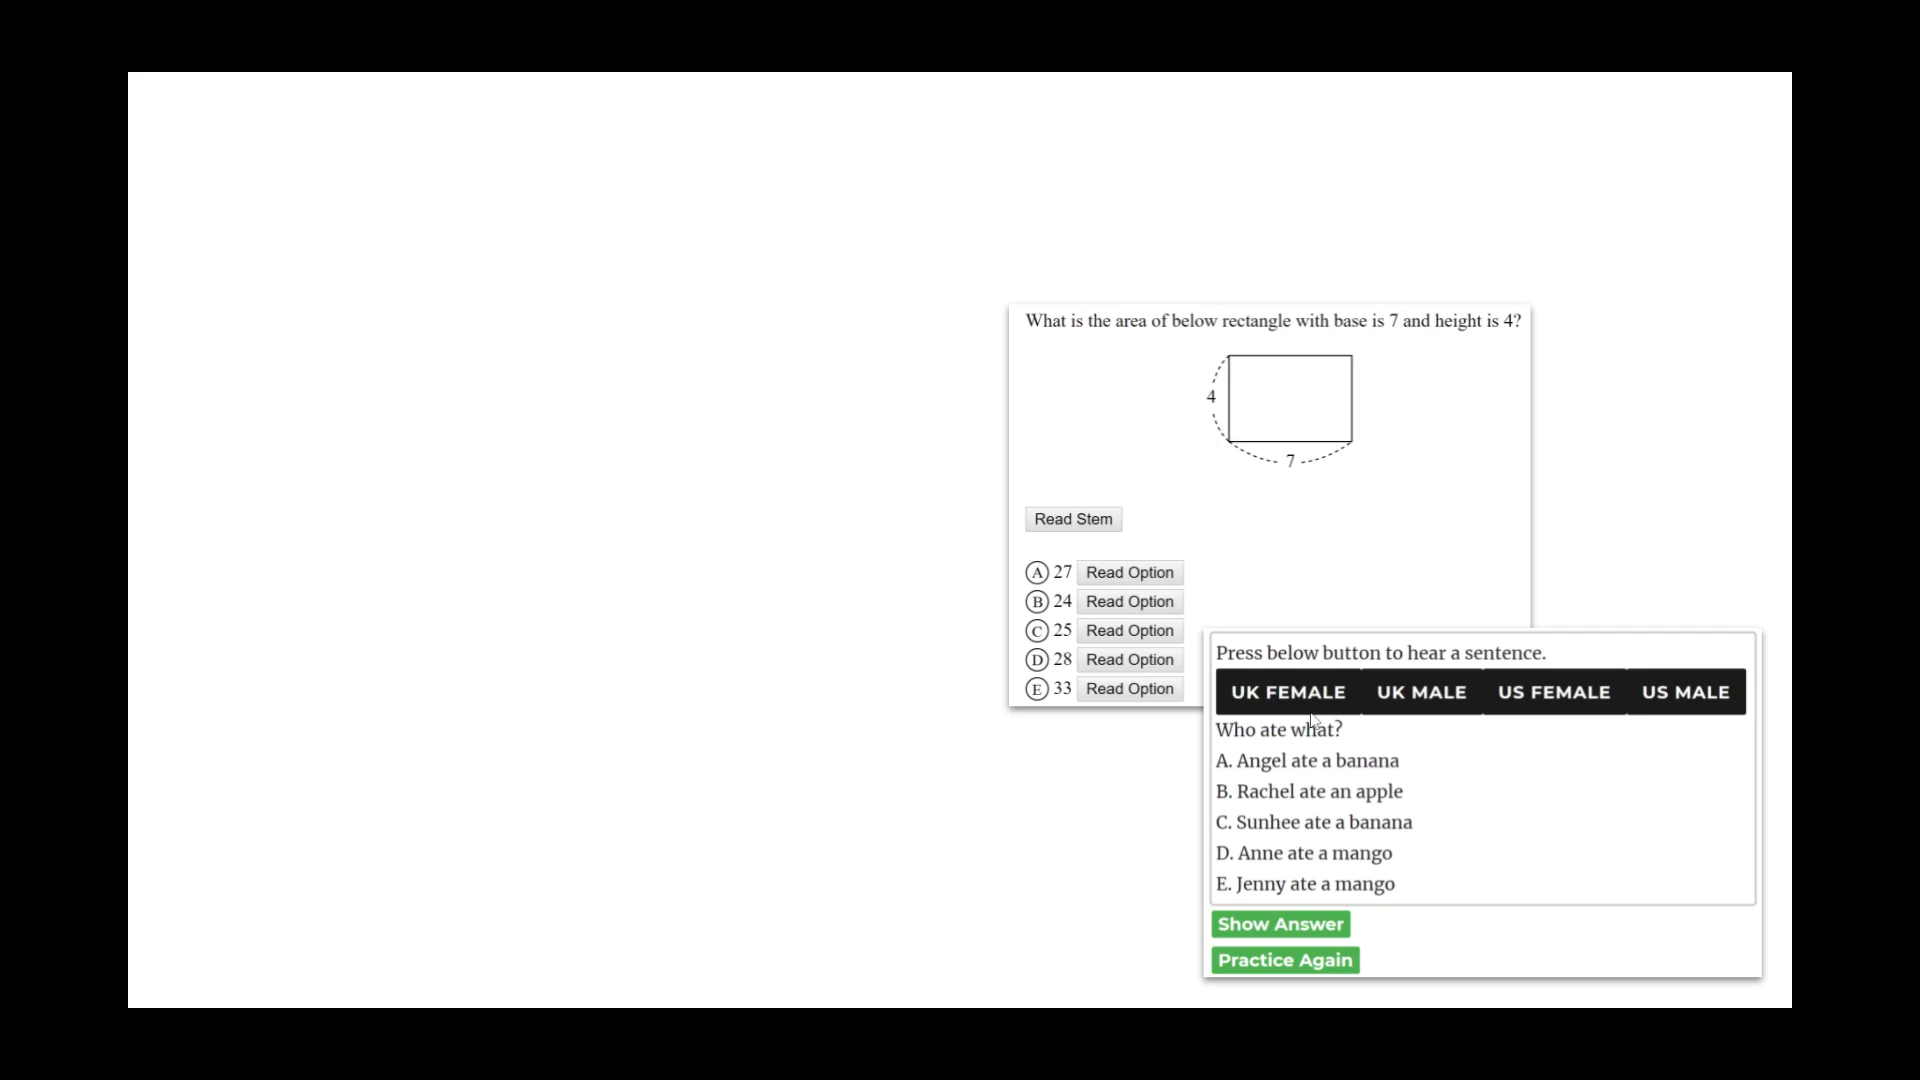 What is the area of below rectangle with base is 7 and height is 4?
4
7
Read Stem
A 27 Read Option
B 24 Read Option
C 25 Read Option
D 28 Read Option
E 33 Read Option
Press below button to hear a sentence.
UK FEMALE UK MALE US FEMALE US MALE
Who ate what?
A. Angel ate a banana
B. Rachel ate an apple
C. Sunhee ate a banana
D. Anne ate a mango
E. Jenny ate a mango
Show Answer
Practice Again